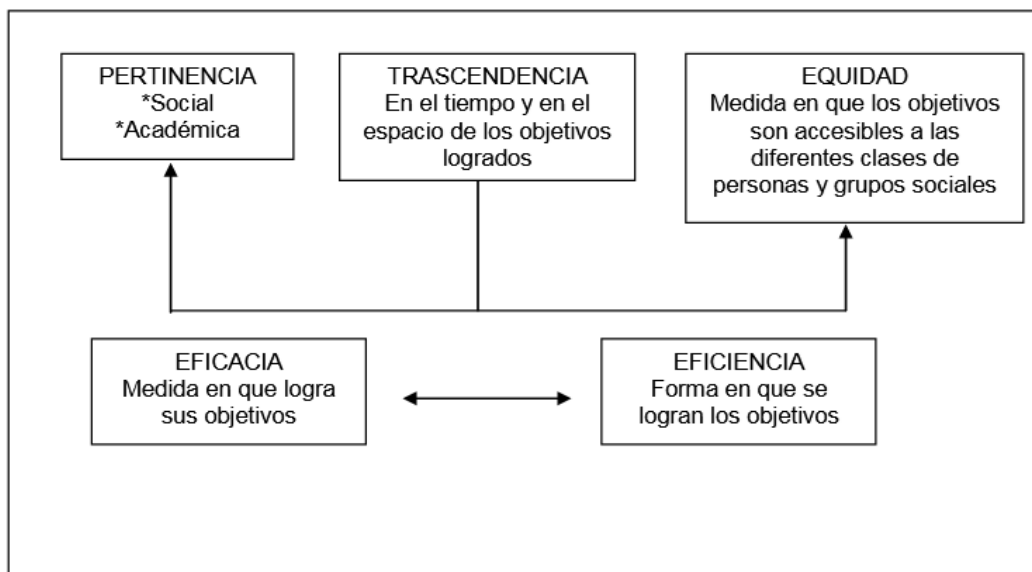 PERTINENCIA
*Social
*Académica
TRASCENDENCIA
En el tiempo y en el
espacio de los objetivos
logrados
EQUIDAD
Medida en que los objetivos
son accesibles a las
diferentes clases de
personas y grupos sociales
EFICACIA
Medida en que logra
sus objetivos
EFICIENCIA
Forma en que se
logran los objetivos